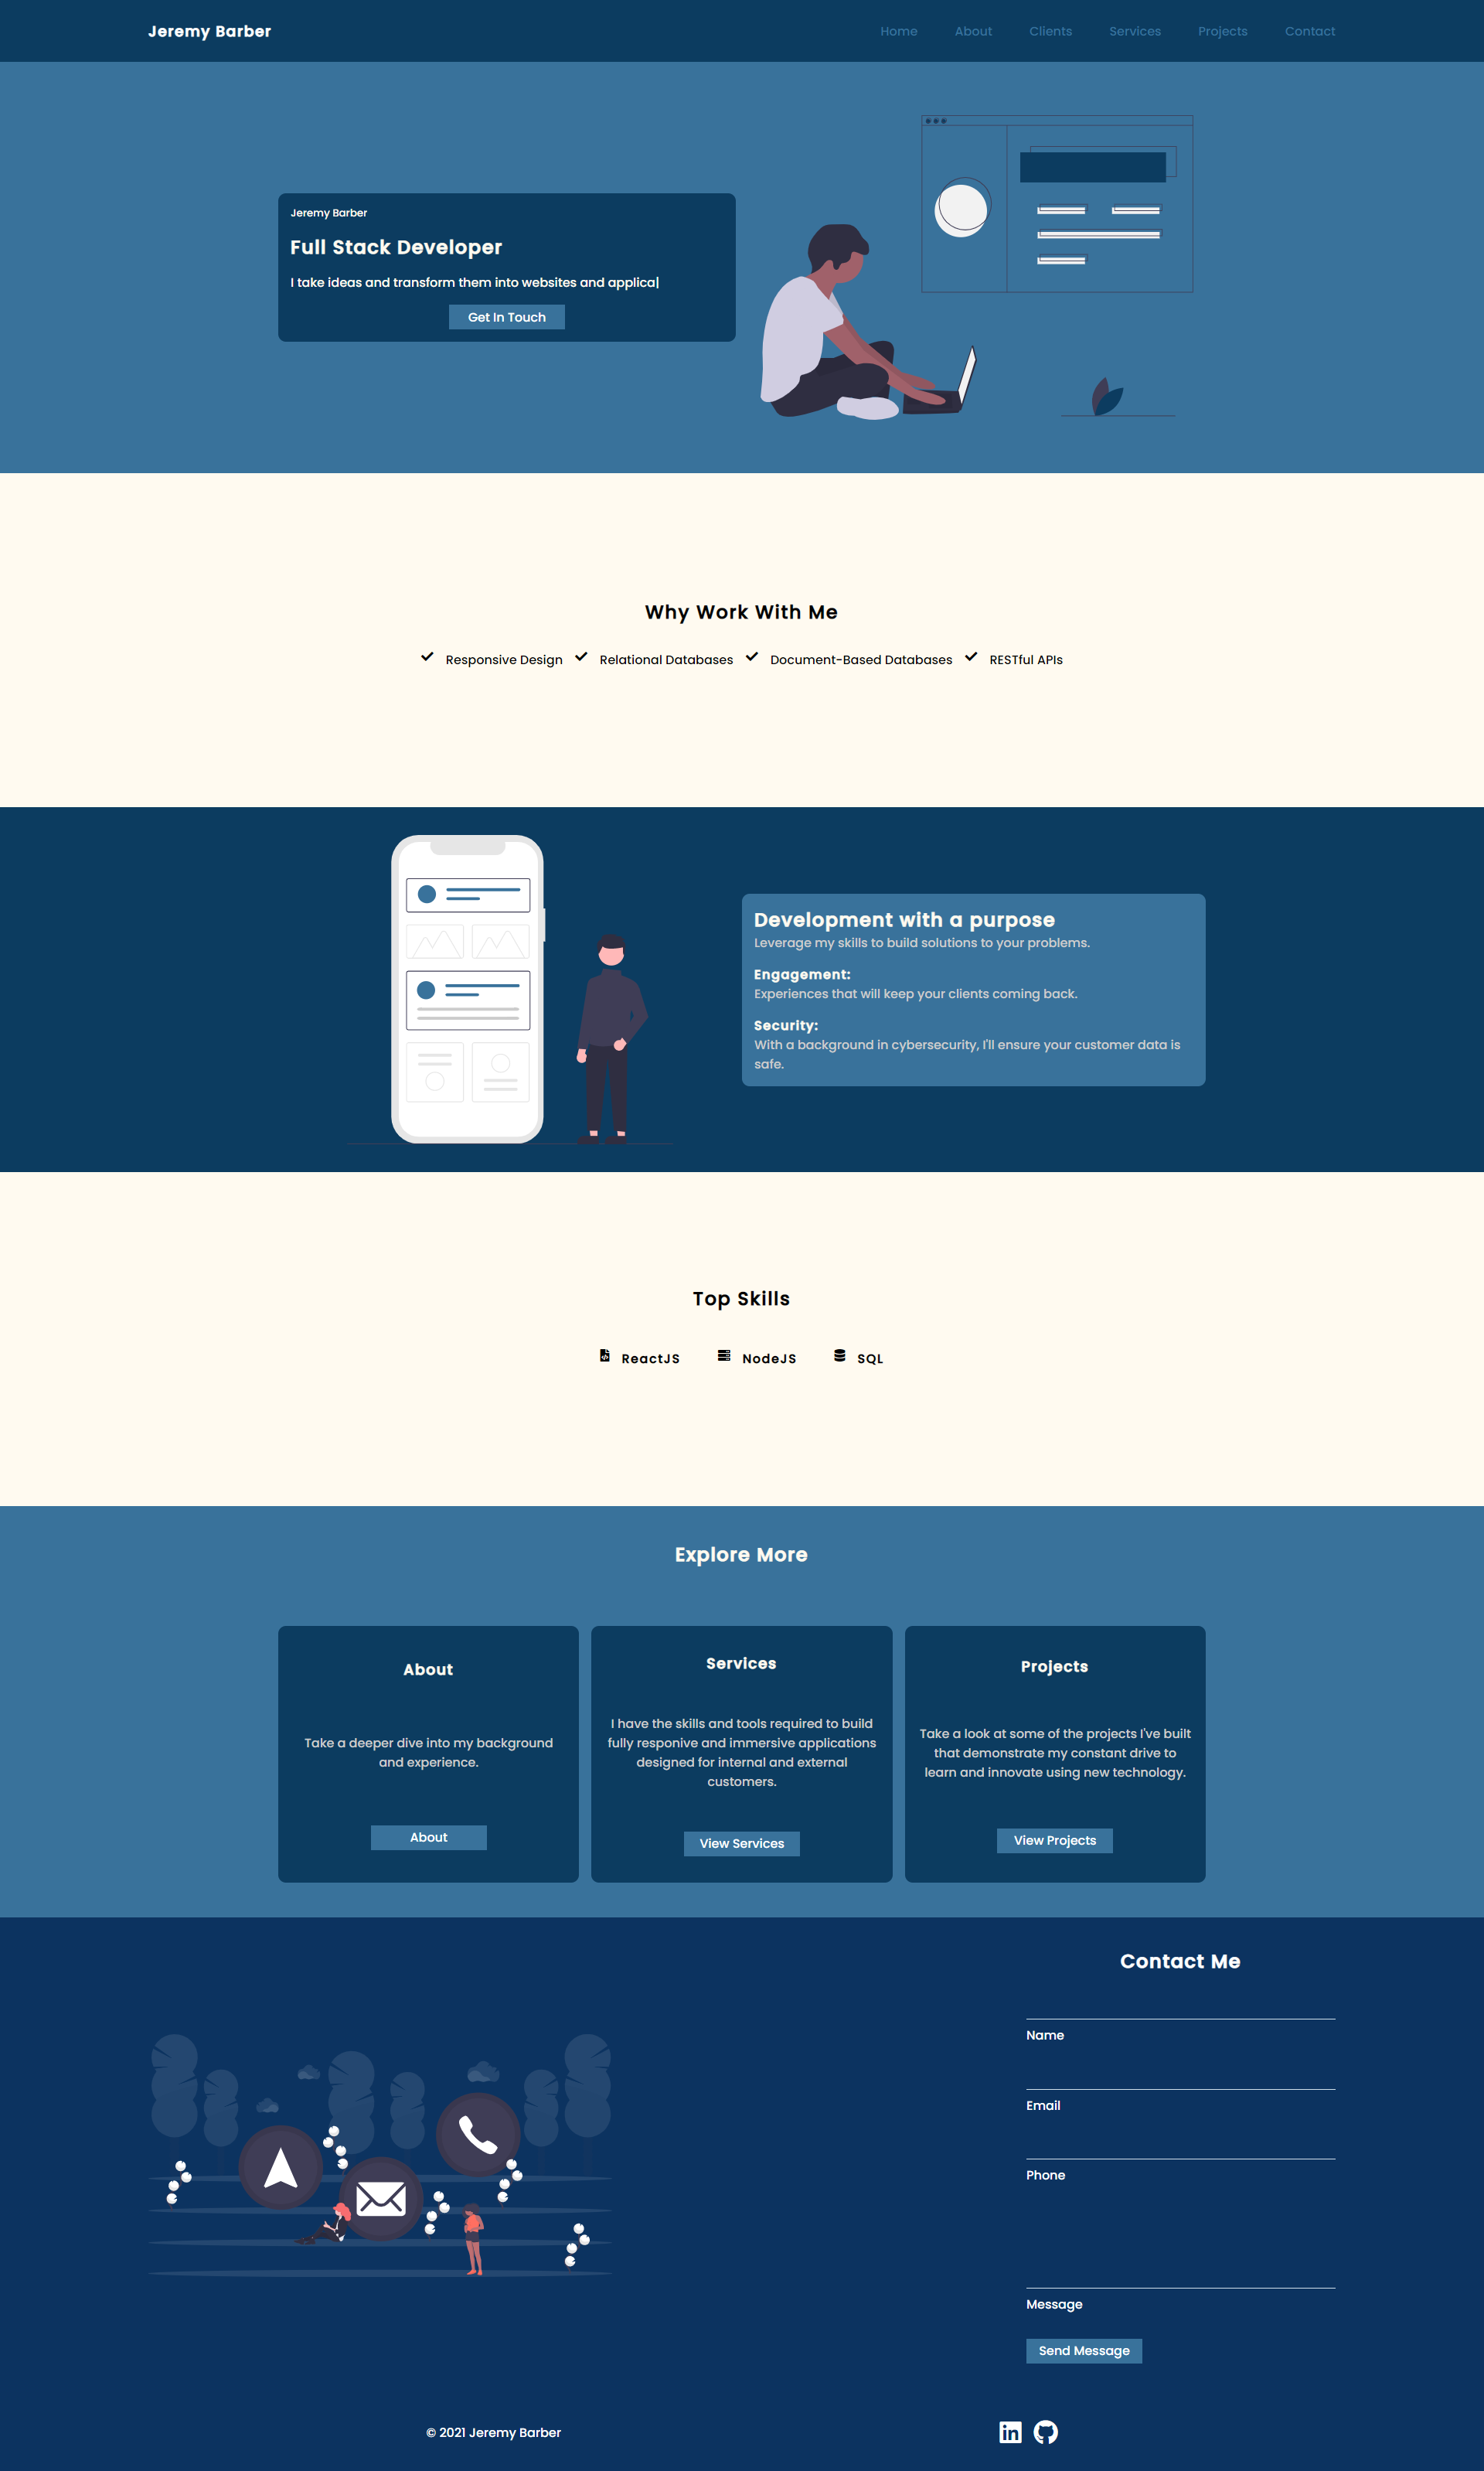 Jeremy Barber
Home About Clients Services Projects Contact
Jeremy Barber
Full Stack Developer
I take ideas and transform them into websites and applica|
Get In Touch
Why Work With Me
Responsive Design Relational Databases Document-Based Databases RESTful APIs
Development with a purpose
Leverage my skills to build solutions to your problems.
Engagement:
Experiences that will keep your clients coming back.
Security:
With a background in cybersecurity, I'll ensure your customer data is
safe.
Top Skills
ReactJS NodeJS SQL
Explore More
About
Take a deeper dive into my background
and experience.
About
Services
I have the skills and tools required to build
fully responive and immersive applications
designed for internal and external
customers.
View Services
Projects
Take a look at some of the projects I've built
that demonstrate my constant drive to
learn and innovate using new technology.
View Projects
Contact Me
Name
Email
Phone
Message
Send Message
© 2021 Jeremy Barber
in